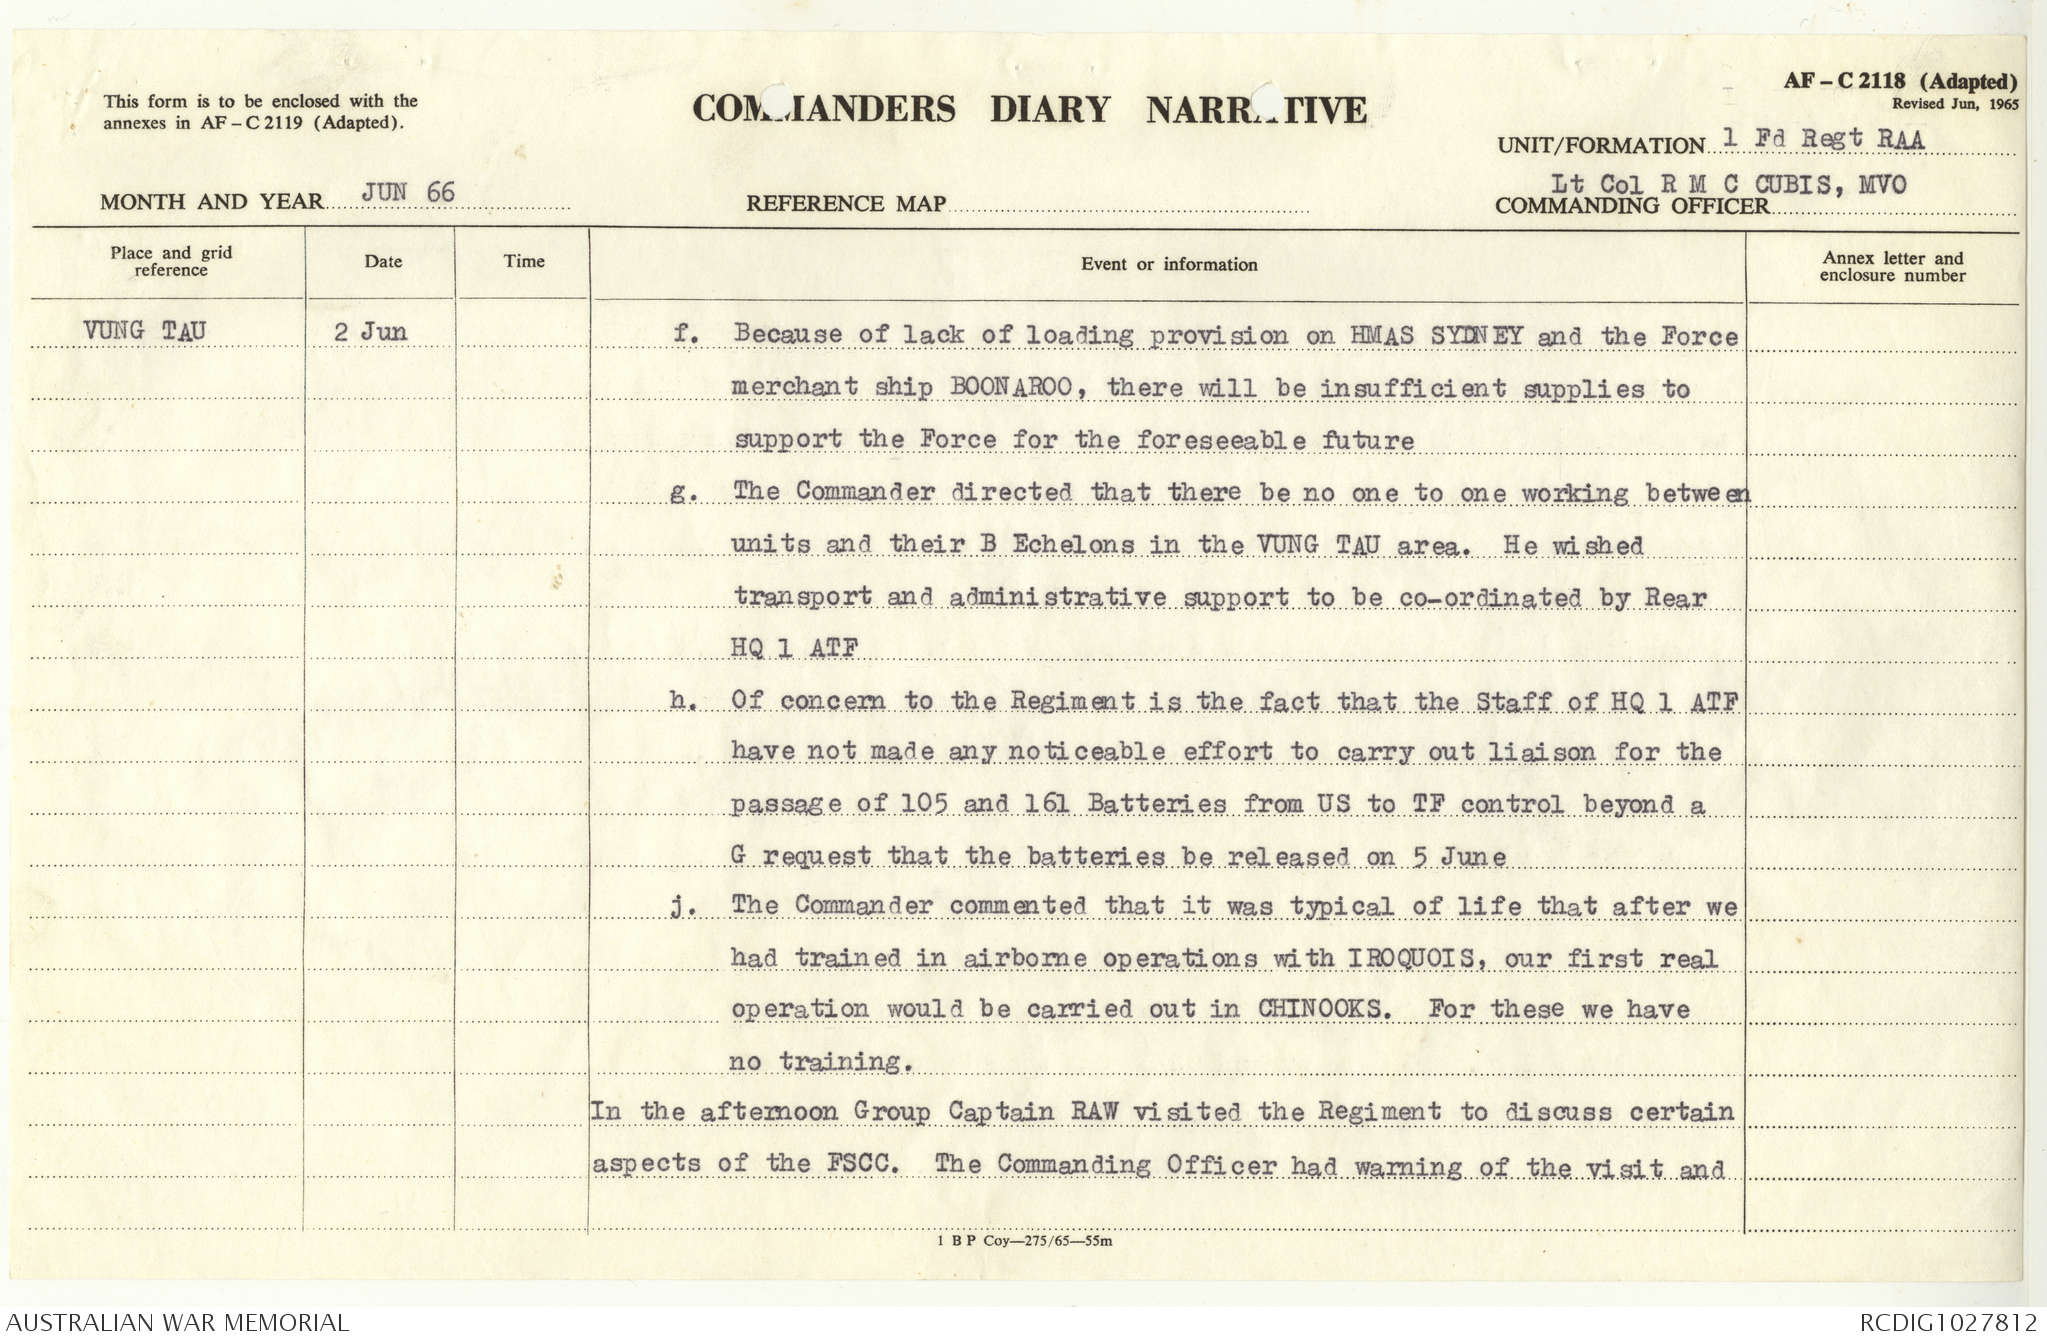 This form is to be enclosed with the
annexes in AF – C 2119 (Adapted).
COMMANDERS DIARY NARRATIVE
AF – C 2118 (Adapted)
Revised Jun, 1965
UNIT/FORMATION 1 Fd Regt RAA
MONTH AND YEAR JUN 66
REFERENCE MAP
Lt Col R M C CUBIS, MVO
COMMANDING OFFICER
Place and grid
reference
Date
Time
Event or information
Annex letter and
enclosure number
VUNG TAU 2 Jun f. Because of lack of loading provision on HMAS SYDNEY and the Force
merchant ship BOONAROO, there will be insufficient supplies to
support the Force for the foreseeable future
g. The Commander directed that there be no one to one working between
units and their B Echelons in the VUNG TAU area. He wished
transport and administrative support to be co-ordinated by Rear
HQ 1 ATF
h. Of concern to the Regiment is the fact that the Staff of HQ 1 ATF
have not made any noticeable effort to carry out liaison for the
passage of 105 and 161 Batteries from US to TF control beyond a
G request that the batteries be released on 5 June
j. The Commander commented that it was typical of life that after we
had trained in airborne operations with IROQUOIS, our first real
operation would be carried out in CHINOOKS. For these we have
no training.
In the afternoon Group Captain RAW visited the Regiment to discuss certain
aspects of the FSCC. The Commanding Officer had warning of the visit and
1 B P Coy—275/65—55m
AUSTRALIAN WAR MEMORIAL
RCDIG1027812